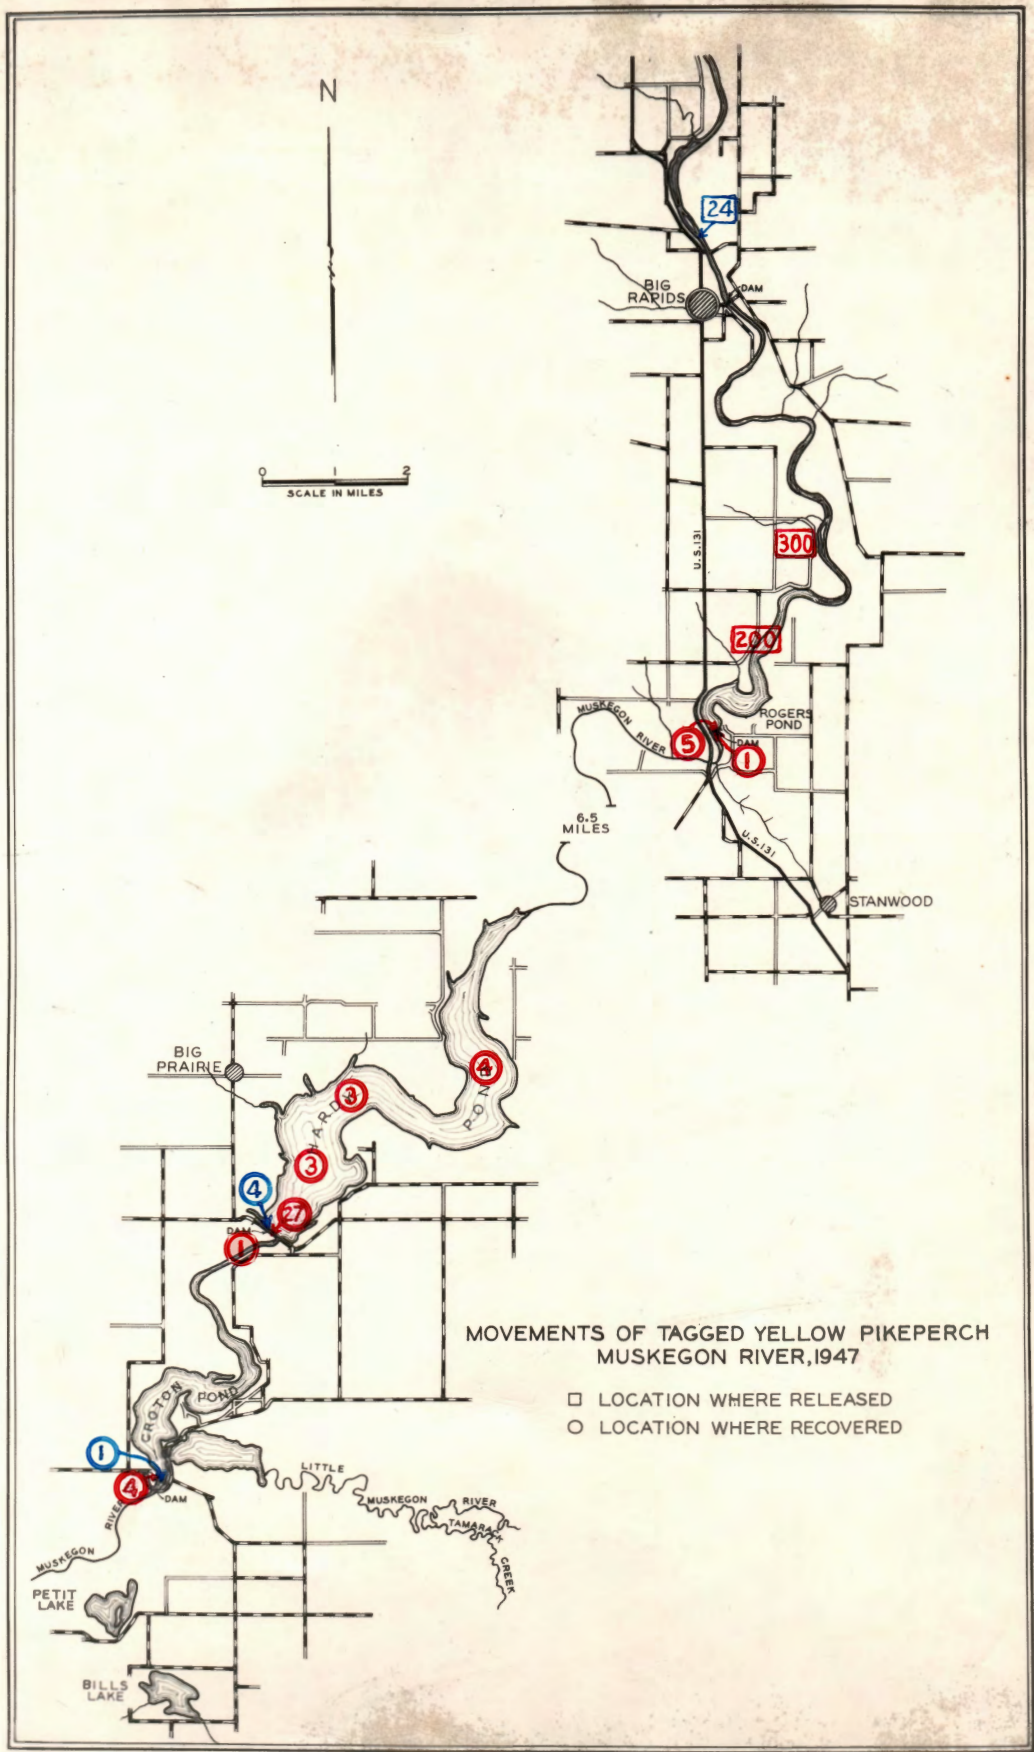 N
24
BIG
RAPIDS
DAM
0 1 2
SCALE IN MILES
U.S.131
300
200
MUSKEGON
RIVER
ROGERS
POND
5
DAM
1
6.5
MILES
U.S.131
STANWOOD
BIG
PRAIRIE
4
POND
3
HARDY
3
4
27
DAM
1
MOVEMENTS OF TAGGED YELLOW PIKEPERCH
MUSKEGON RIVER, 1947
LOCATION WHERE RELEASED
LOCATION WHERE RECOVERED
CROTON
POND
1
4
DAM
LITTLE
MUSKEGON
RIVER
TAMARACK
CREEK
RIVER
MUSKEGON
PETIT
LAKE
BILLS
LAKE